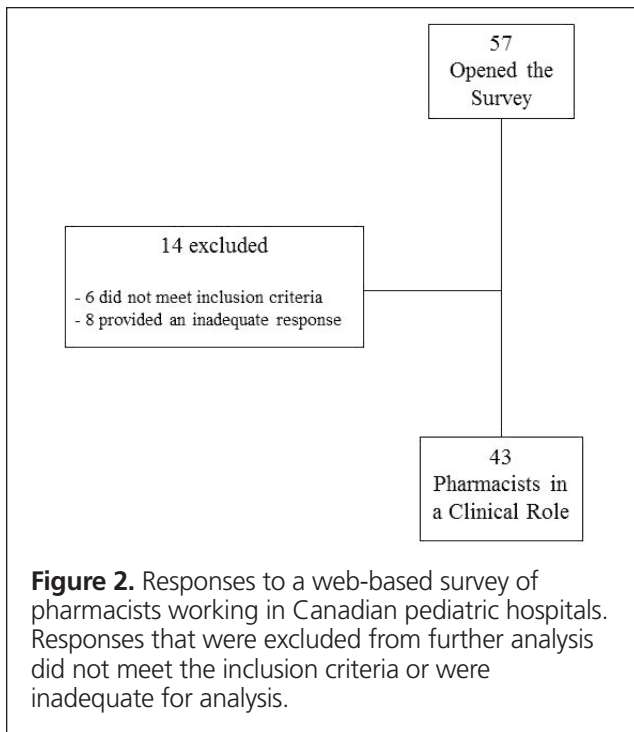 57
Opened the
Survey
14 excluded
- 6 did not meet inclusion criteria
- 8 provided an inadequate response
43
Pharmacists in
a Clinical Role
Figure 2. Responses to a web-based survey of
pharmacists working in Canadian pediatric hospitals.
Responses that were excluded from further analysis
did not meet the inclusion criteria or were
inadequate for analysis.